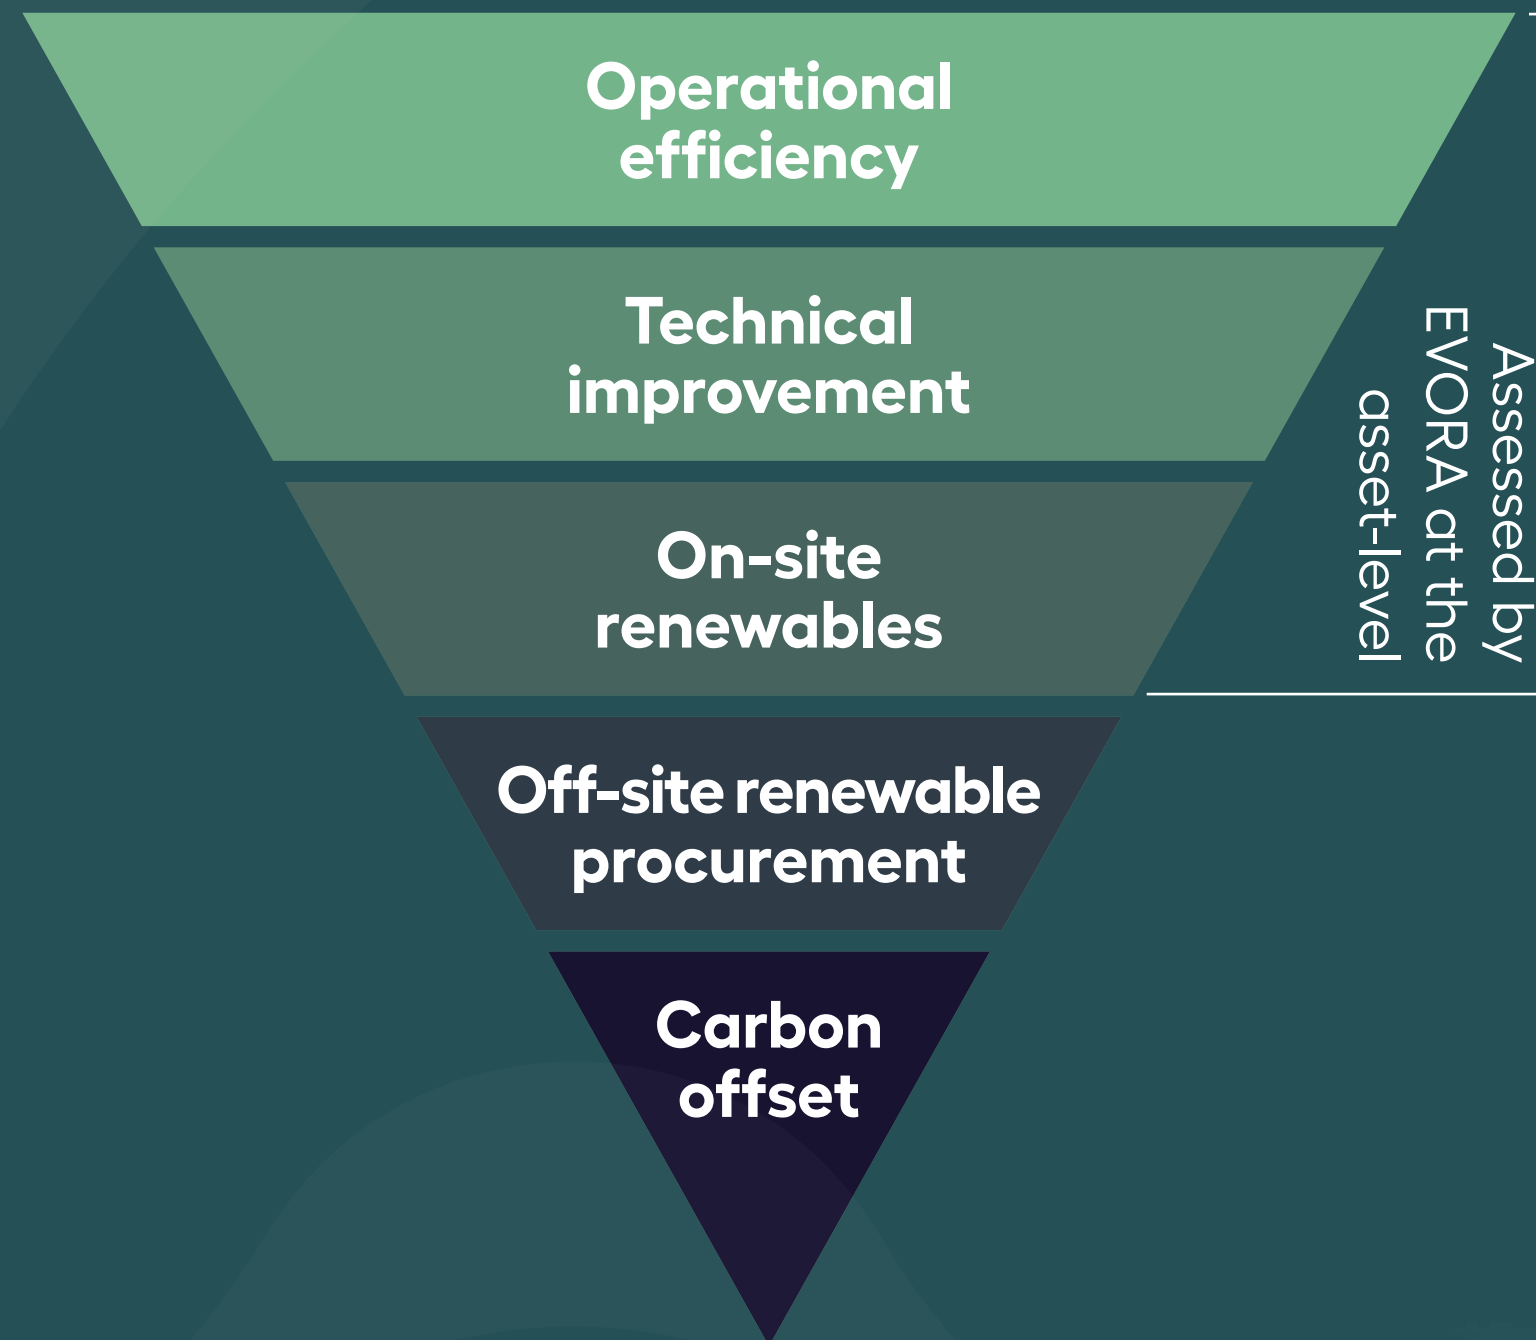 Operational
efficiency
Technical
improvement
On-site
renewables
Off-site renewable
procurement
Carbon
offset
Assessed by
EVORA at the
asset-level